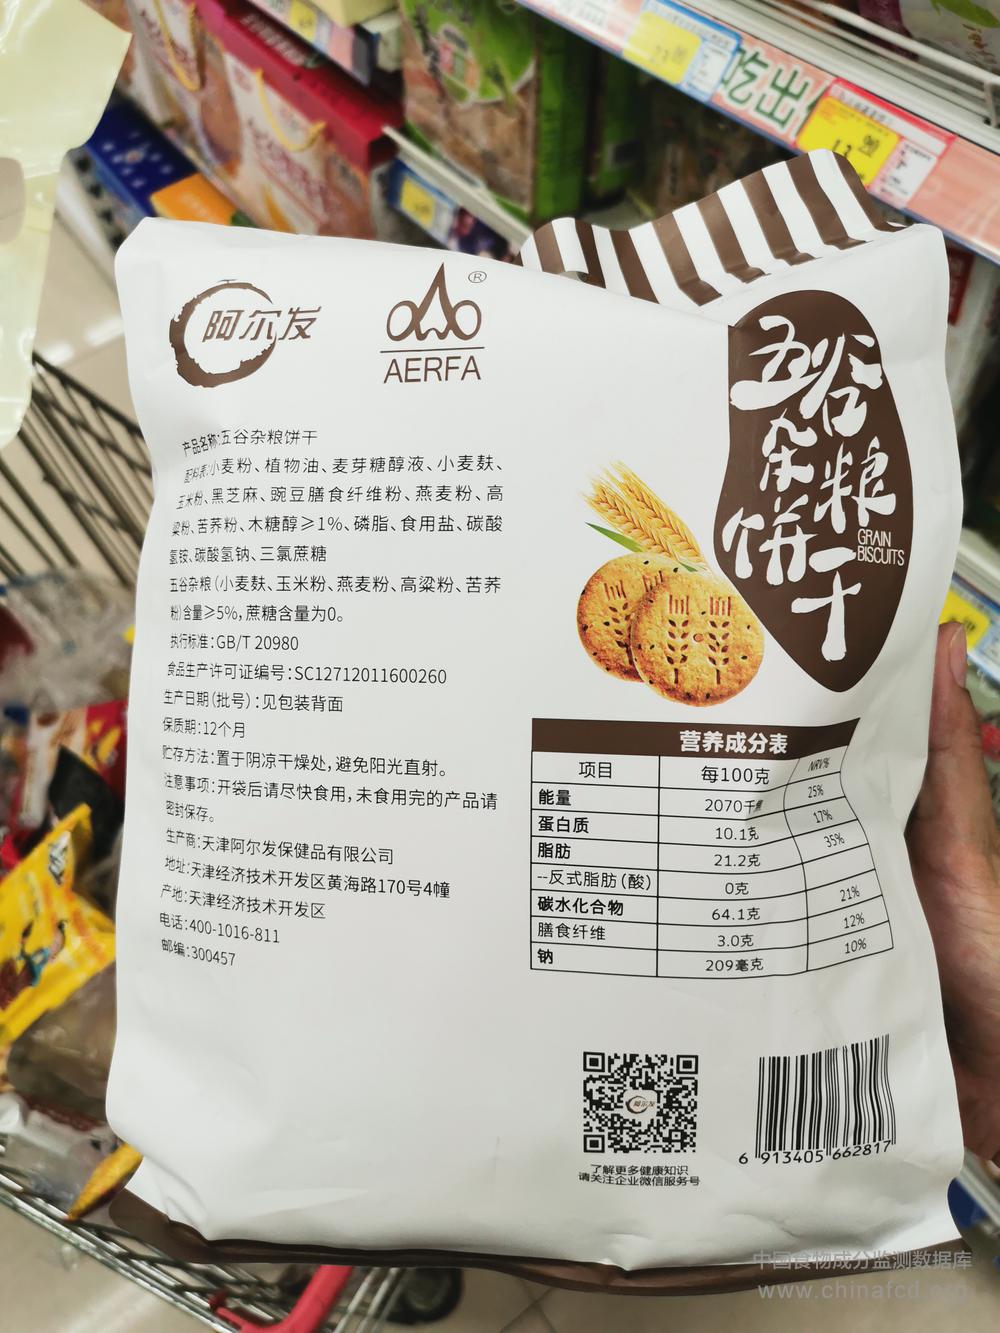 吃出
阿尔发
®
AERFA
五谷
杂粮
饼干
GRAIN
BISCUITS
产品名称:五谷杂粮饼干
配料表:小麦粉、植物油、麦芽糖醇液、小麦麸、
玉米粉、黑芝麻、豌豆膳食纤维粉、燕麦粉、高
粱粉、苦荞粉、木糖醇≥1%、磷脂、食用盐、碳酸
氢铵、碳酸氢钠、三氯蔗糖
五谷杂粮(小麦麸、玉米粉、燕麦粉、高粱粉、苦荞
粉)含量≥5%,蔗糖含量为0。
执行标准:GB/T 20980
食品生产许可证编号:SC12712011600260
生产日期(批号):见包装背面
保质期:12个月
贮存方法:置于阴凉干燥处,避免阳光直射。
注意事项:开袋后请尽快食用,未食用完的产品请
密封保存。
生产商:天津阿尔发保健品有限公司
地址:天津经济技术开发区黄海路170号4幢
产地:天津经济技术开发区
电话:400-1016-811
邮编:300457
营养成分表
项目 每100克 NRV%
能量 2070千焦 25%
蛋白质 10.1克 17%
脂肪 21.2克 35%
--反式脂肪(酸) 0克
碳水化合物 64.1克 21%
膳食纤维 3.0克 12%
钠 209毫克 10%
阿尔发
了解更多健康知识
请关注企业微信服务号
6 913405 662817
中国食物成分监测数据库
www.chinafcd.org